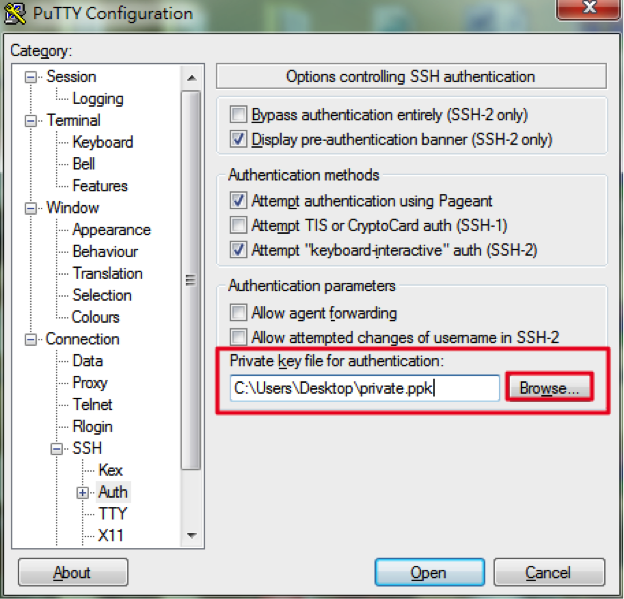 PuTTY Configuration
X
Category:
Session
Logging
Terminal
Keyboard
Bell
Features
Window
Appearance
Behaviour
Translation
Selection
Colours
Connection
Data
Proxy
Telnet
Rlogin
SSH
Kex
Auth
TTY
X11
Options controlling SSH authentication
Bypass authentication entirely (SSH-2 only)
Display pre-authentication banner (SSH-2 only)
Authentication methods
Attempt authentication using Pageant
Attempt TIS or CryptoCard auth (SSH-1)
Attempt "keyboard-interactive" auth (SSH-2)
Authentication parameters
Allow agent forwarding
Allow attempted changes of username in SSH-2
Private key file for authentication:
C:\Users\Desktop\private.ppk
Browse...
About
Open
Cancel